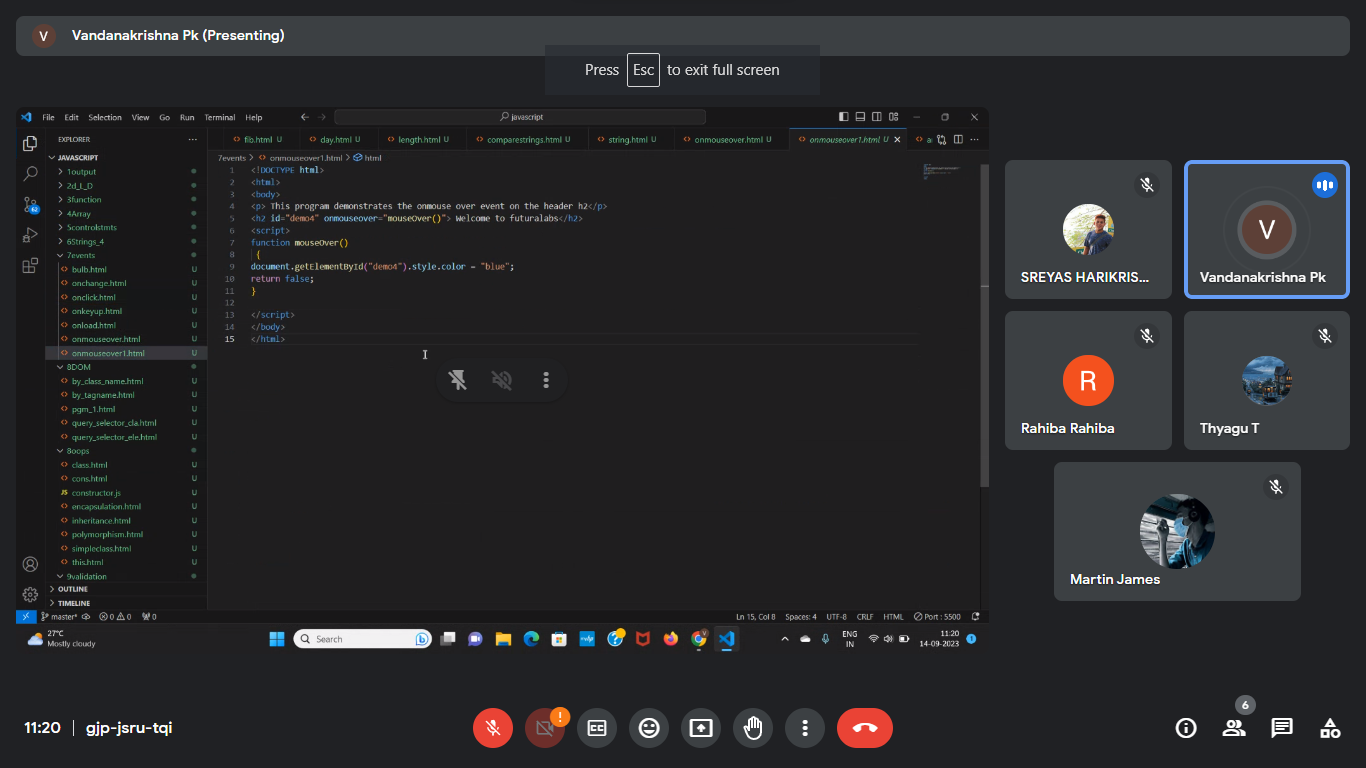 V Vandanakrishna Pk (Presenting)
Press Esc to exit full screen
File Edit Selection View Go Run Terminal Help
javascript
EXPLORER
fib.html U day.html U length.html U comparestrings.html U string.html U onmouseover.html U onmouseover1.html U
7events > onmouseover1.html > html
JAVASCRIPT
1output
2d_I_D
3function
4Array
5controlstmts
6Strings_4
7events
bulb.html U
onchange.html U
onclick.html U
onkeyup.html U
onload.html U
onmouseover.html U
onmouseover1.html U
8DOM
by_class_name.html U
by_tagname.html U
pgm_1.html U
query_selector_cla.html U
query_selector_ele.html U
8oops
class.html U
cons.html U
JS constructor.js U
encapsulation.html U
inheritance.html U
polymorphism.html U
simpleclass.html U
this.html U
9validation
OUTLINE
TIMELINE
62
1 <!DOCTYPE html>
2 <html>
3 <body>
4 <p> This program demonstrates the onmouse over event on the header h2</p>
5 <h2 id="demo4" onmouseover="mouseOver()"> Welcome to futuralabs</h2>
6 <script>
7 function mouseOver()
8 {
9 document.getElementById("demo4").style.color = "blue";
10 return false;
11 }
12
13 </script>
14 </body>
15 </html>
master* 0 0 0
Ln 15, Col 8 Spaces: 4 UTF-8 CRLF HTML Port : 5500
27°C
Mostly cloudy
Search
ENG
IN
11:20
14-09-2023
1
SREYAS HARIKRIS...
V
Vandanakrishna Pk
R
Rahiba Rahiba
Thyagu T
Martin James
11:20 | gjp-jsru-tqi
CC
6